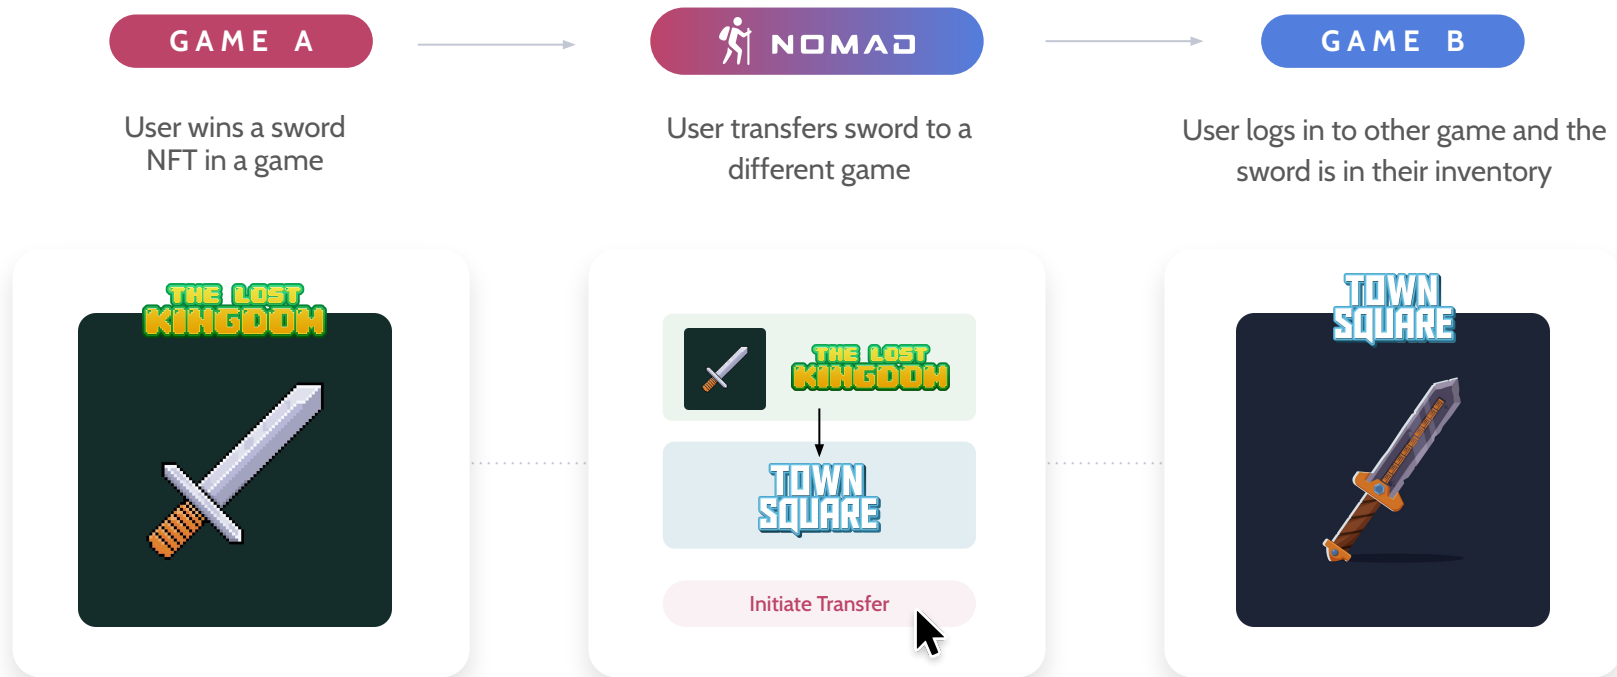 GAME A
NOMAD
GAME B
User wins a sword
NFT in a game
User transfers sword to a
different game
User logs in to other game and the
sword is in their inventory
THE LOST
KINGDOM
THE LOST
KINGDOM
TOWN
SQUARE
Initiate Transfer
TOWN
SQUARE